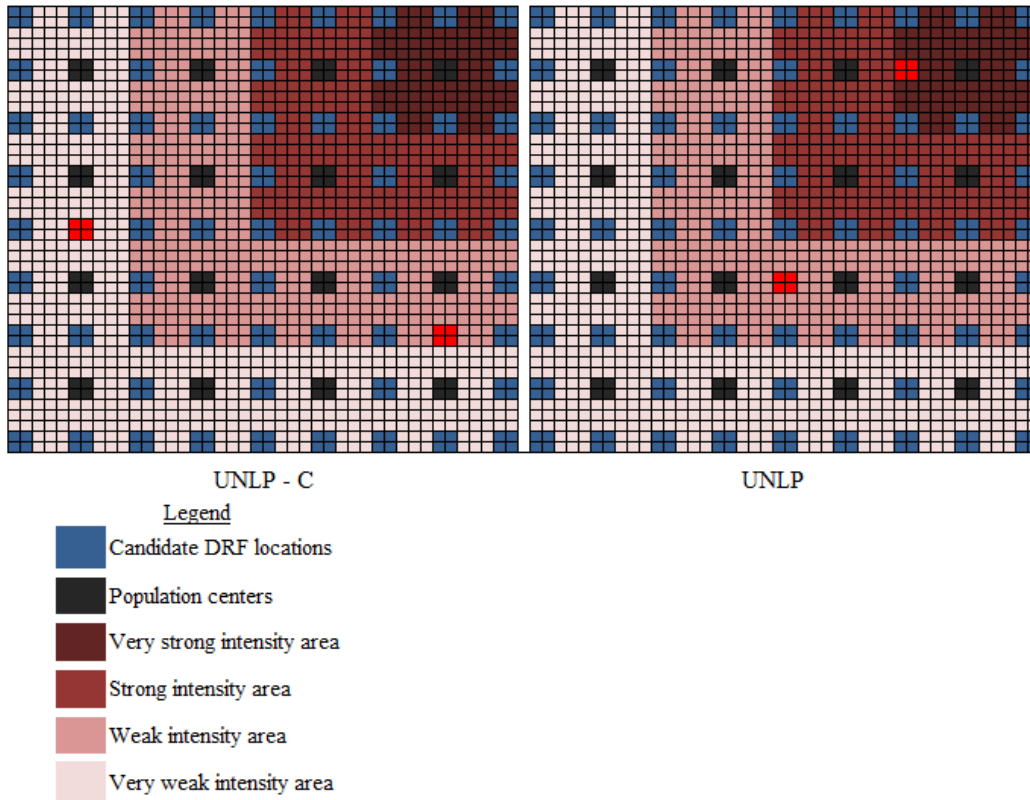 UNLP - C
UNLP
Legend
Candidate DRF locations
Population centers
Very strong intensity area
Strong intensity area
Weak intensity area
Very weak intensity area